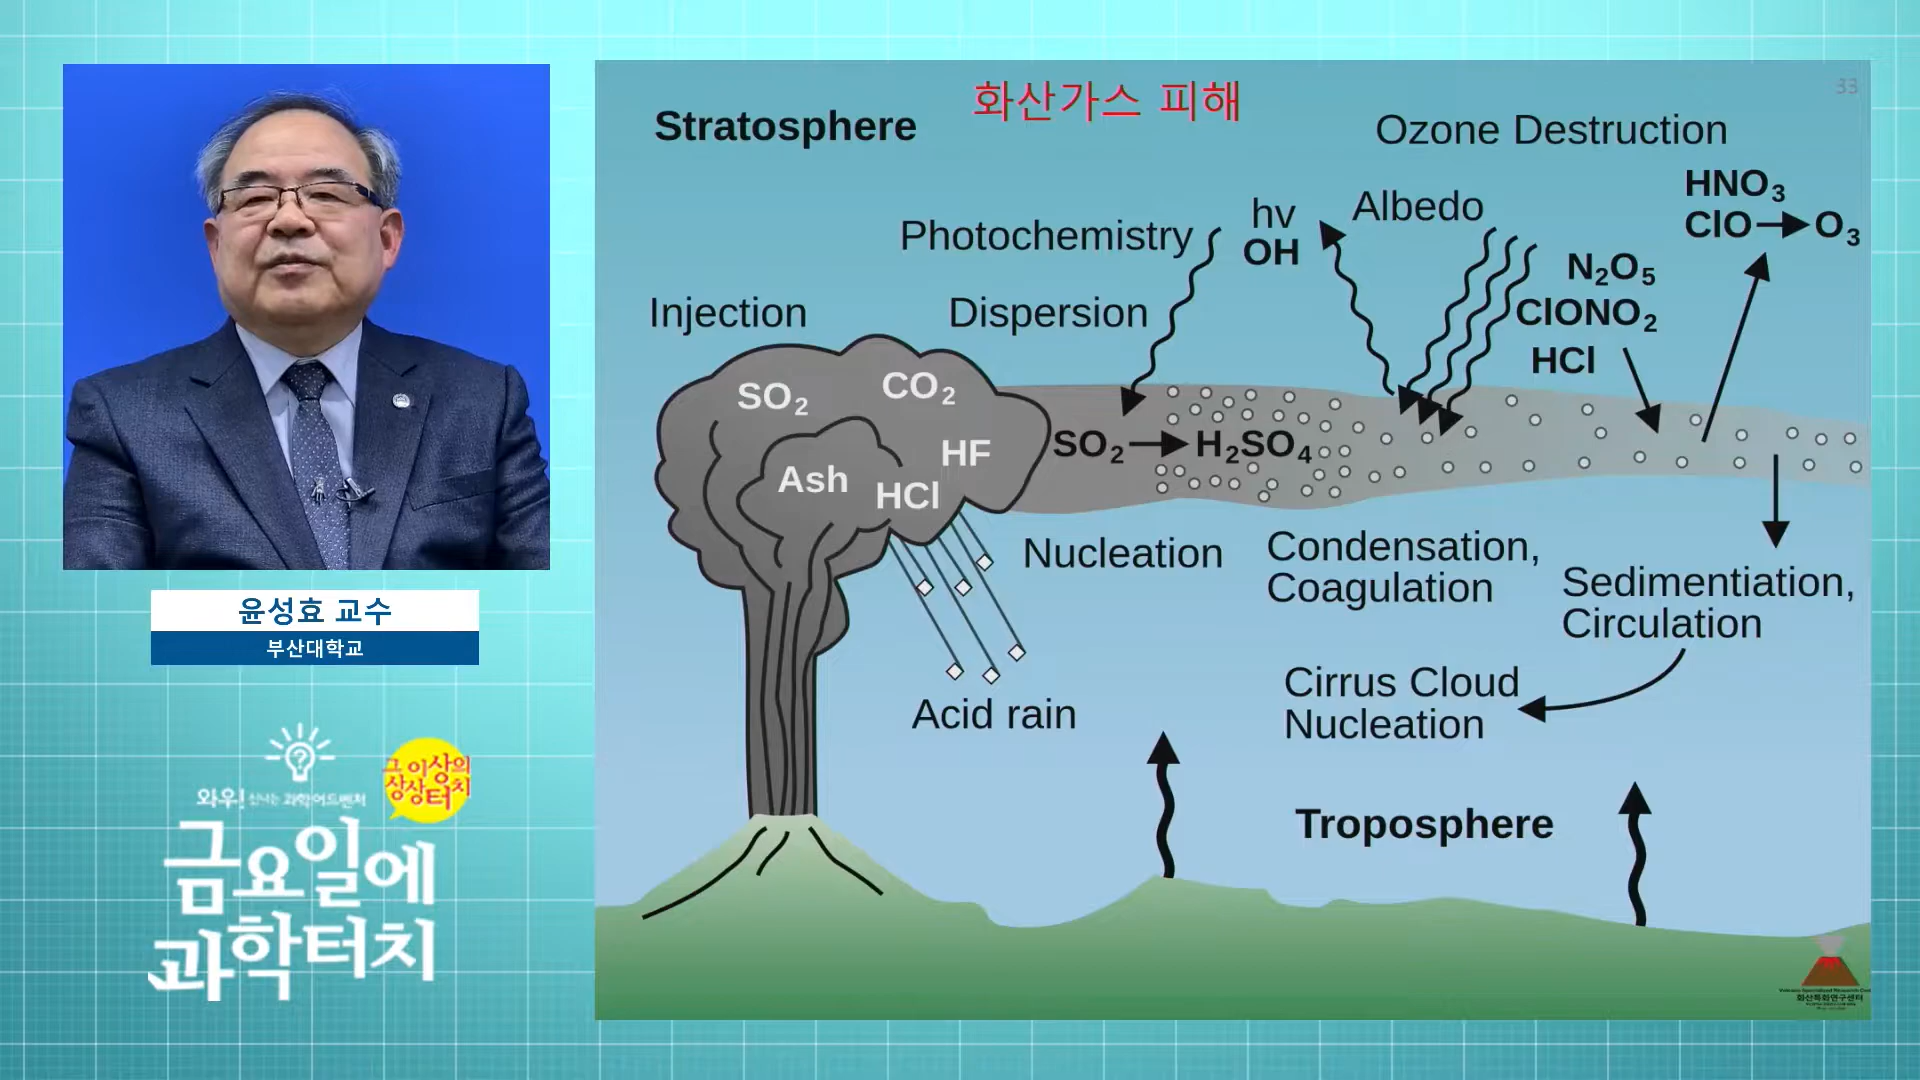 윤성효 교수
부산대학교
와우! 신나는 과학어드벤처
그 이상의
상상터치
금요일에
과학터치
33
화산가스 피해
Stratosphere
Ozone Destruction
HNO₃
ClO → O₃
Photochemistry
hv
OH
Albedo
N₂O₅
ClONO₂
HCl
Injection
Dispersion
SO₂
CO₂
HF
Ash
HCl
SO₂ → H₂SO₄
Nucleation
Condensation,
Coagulation
Sedimentiation,
Circulation
Cirrus Cloud
Nucleation
Acid rain
Troposphere
화산특화연구센터